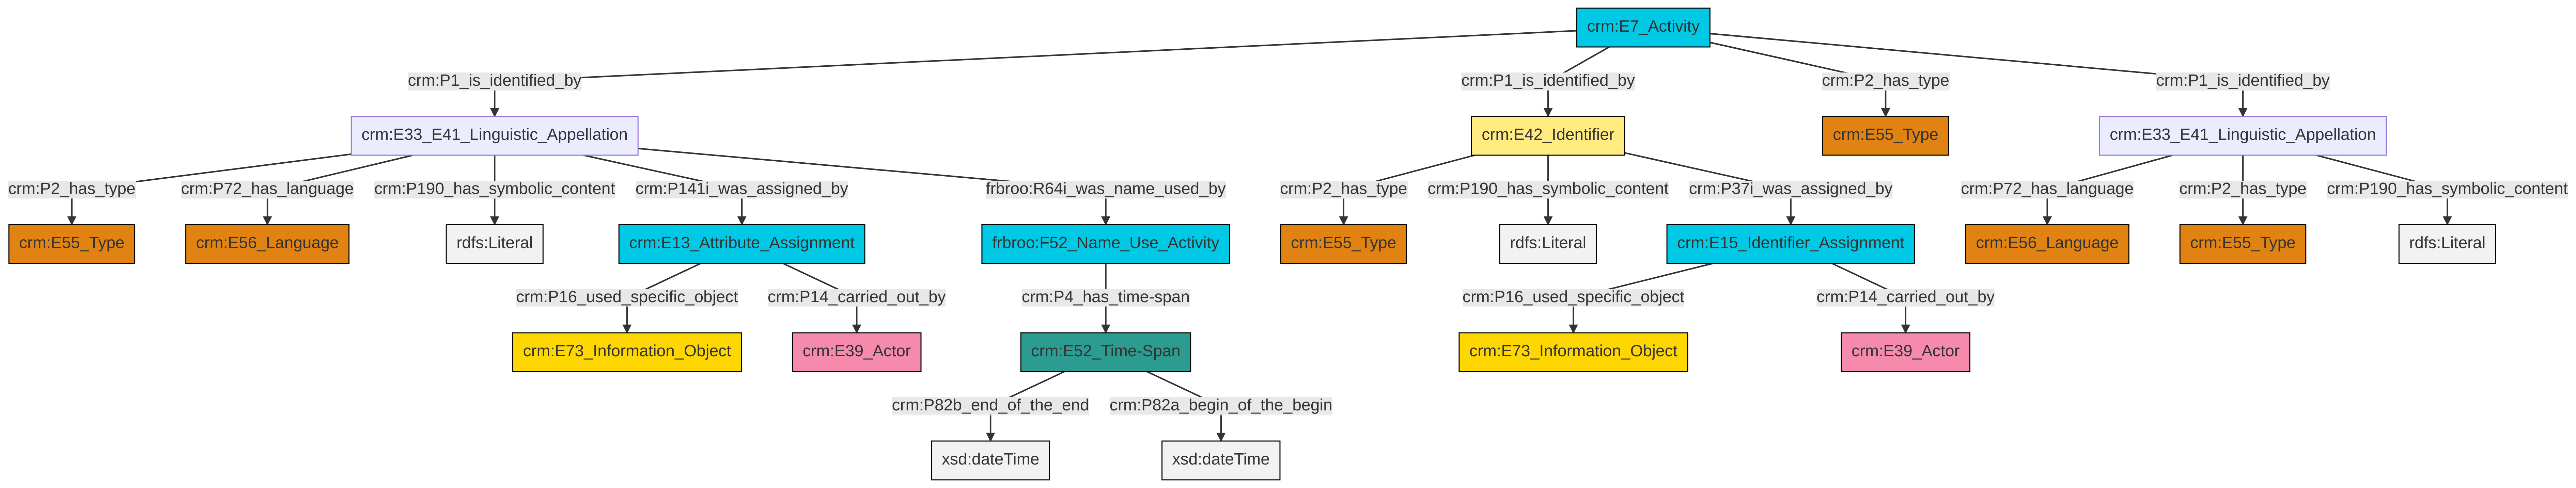 crm:E7_Activity
crm:P1_is_identified_by
crm:P1_is_identified_by
crm:P2_has_type
crm:P1_is_identified_by
crm:E33_E41_Linguistic_Appellation
crm:E42_Identifier
crm:E55_Type
crm:E33_E41_Linguistic_Appellation
crm:P2_has_type
crm:P72_has_language
crm:P190_has_symbolic_content
crm:P141i_was_assigned_by
frbroo:R64i_was_name_used_by
crm:P2_has_type
crm:P190_has_symbolic_content
crm:P37i_was_assigned_by
crm:P72_has_language
crm:P2_has_type
crm:P190_has_symbolic_content
crm:E55_Type
crm:E56_Language
rdfs:Literal
crm:E13_Attribute_Assignment
frbroo:F52_Name_Use_Activity
crm:E55_Type
rdfs:Literal
crm:E15_Identifier_Assignment
crm:E56_Language
crm:E55_Type
rdfs:Literal
crm:P16_used_specific_object
crm:P14_carried_out_by
crm:P4_has_time-span
crm:P16_used_specific_object
crm:P14_carried_out_by
crm:E73_Information_Object
crm:E39_Actor
crm:E52_Time-Span
crm:E73_Information_Object
crm:E39_Actor
crm:P82b_end_of_the_end
crm:P82a_begin_of_the_begin
xsd:dateTime
xsd:dateTime